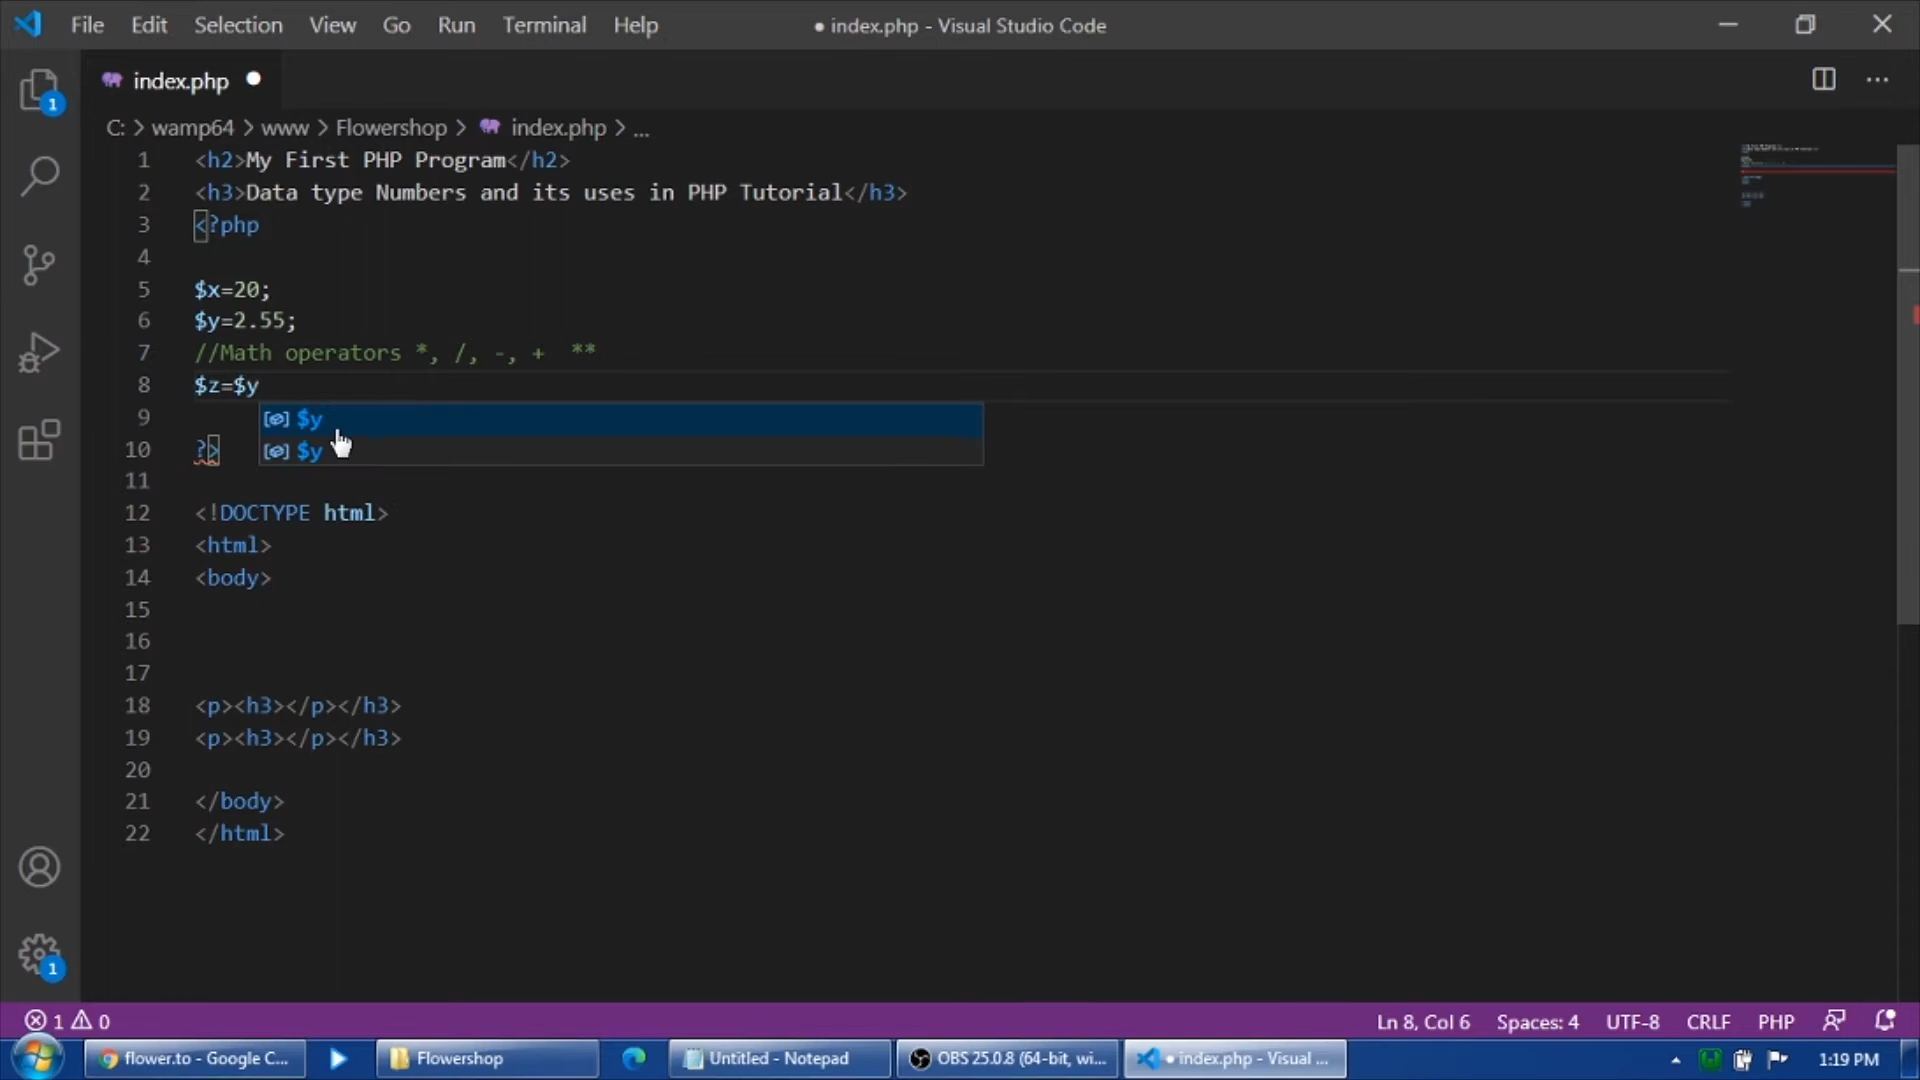 File Edit Selection View Go Run Terminal Help ● index.php - Visual Studio Code
index.php ●
1
C: > wamp64 > www > Flowershop > index.php > ...
1 <h2>My First PHP Program</h2>
2 <h3>Data type Numbers and its uses in PHP Tutorial</h3>
3 <?php
4
5 $x=20;
6 $y=2.55;
7 //Math operators *, /, -, + **
8 $z=$y
9 $y
10 ?> $y
11
12 <!DOCTYPE html>
13 <html>
14 <body>
15
16
17
18 <p><h3></p></h3>
19 <p><h3></p></h3>
20
21 </body>
22 </html>
1
1 0 Ln 8, Col 6 Spaces: 4 UTF-8 CRLF PHP
flower.to - Google C... Flowershop Untitled - Notepad OBS 25.0.8 (64-bit, wi... ● index.php - Visual ... 1:19 PM